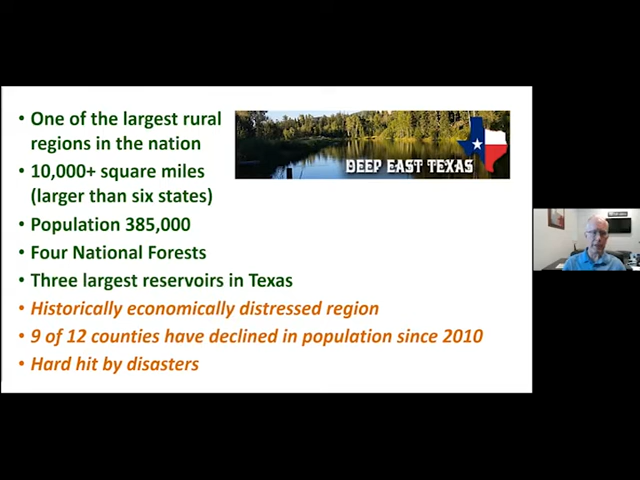 • One of the largest rural
regions in the nation
• 10,000+ square miles
(larger than six states)
• Population 385,000
• Four National Forests
• Three largest reservoirs in Texas
• Historically economically distressed region
• 9 of 12 counties have declined in population since 2010
• Hard hit by disasters
DEEP EAST TEXAS